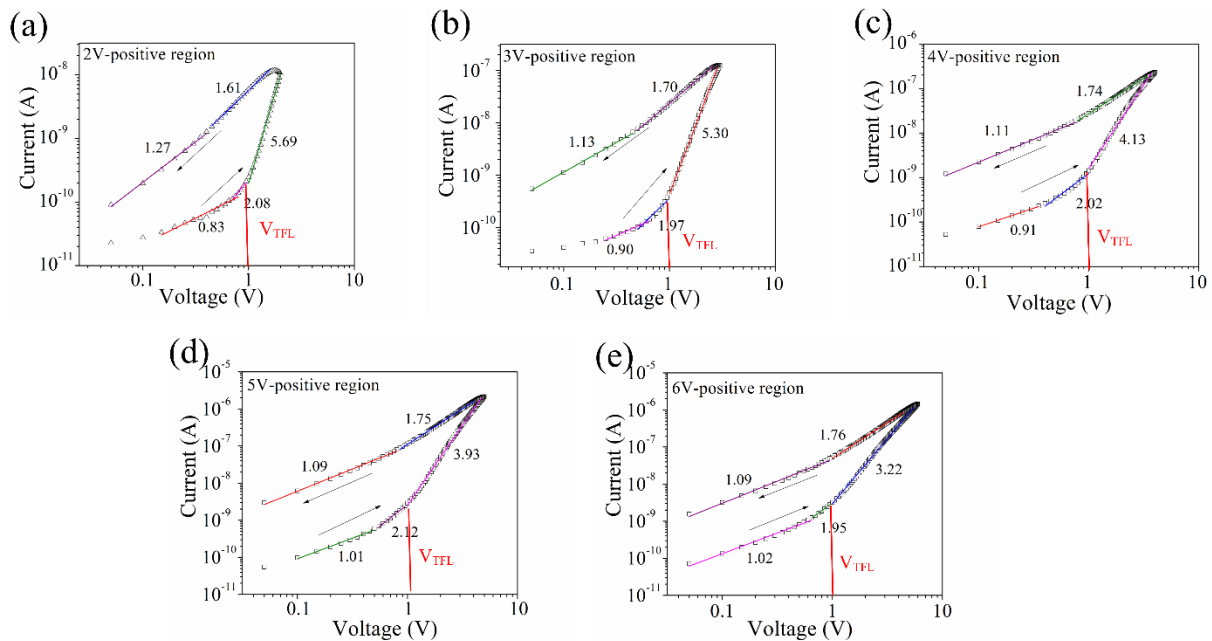 (a)
2V-positive region
Current (A)
10⁻⁸
10⁻⁹
10⁻¹⁰
10⁻¹¹
1.61
1.27
5.69
2.08
0.83
V_TFL
0.1
1
10
Voltage (V)
(b)
3V-positive region
Current (A)
10⁻⁷
10⁻⁸
10⁻⁹
10⁻¹⁰
1.70
1.13
5.30
1.97
0.90
V_TFL
0.1
1
10
Voltage (V)
(c)
4V-positive region
Current (A)
10⁻⁶
10⁻⁷
10⁻⁸
10⁻⁹
10⁻¹⁰
10⁻¹¹
1.74
1.11
4.13
2.02
0.91
V_TFL
0.1
1
10
Voltage (V)
(d)
5V-positive region
Current (A)
10⁻⁵
10⁻⁶
10⁻⁷
10⁻⁸
10⁻⁹
10⁻¹⁰
10⁻¹¹
1.75
1.09
3.93
2.12
1.01
V_TFL
0.1
1
10
Voltage (V)
(e)
6V-positive region
Current (A)
10⁻⁵
10⁻⁶
10⁻⁷
10⁻⁸
10⁻⁹
10⁻¹⁰
10⁻¹¹
1.76
1.09
3.22
1.95
1.02
V_TFL
0.1
1
10
Voltage (V)